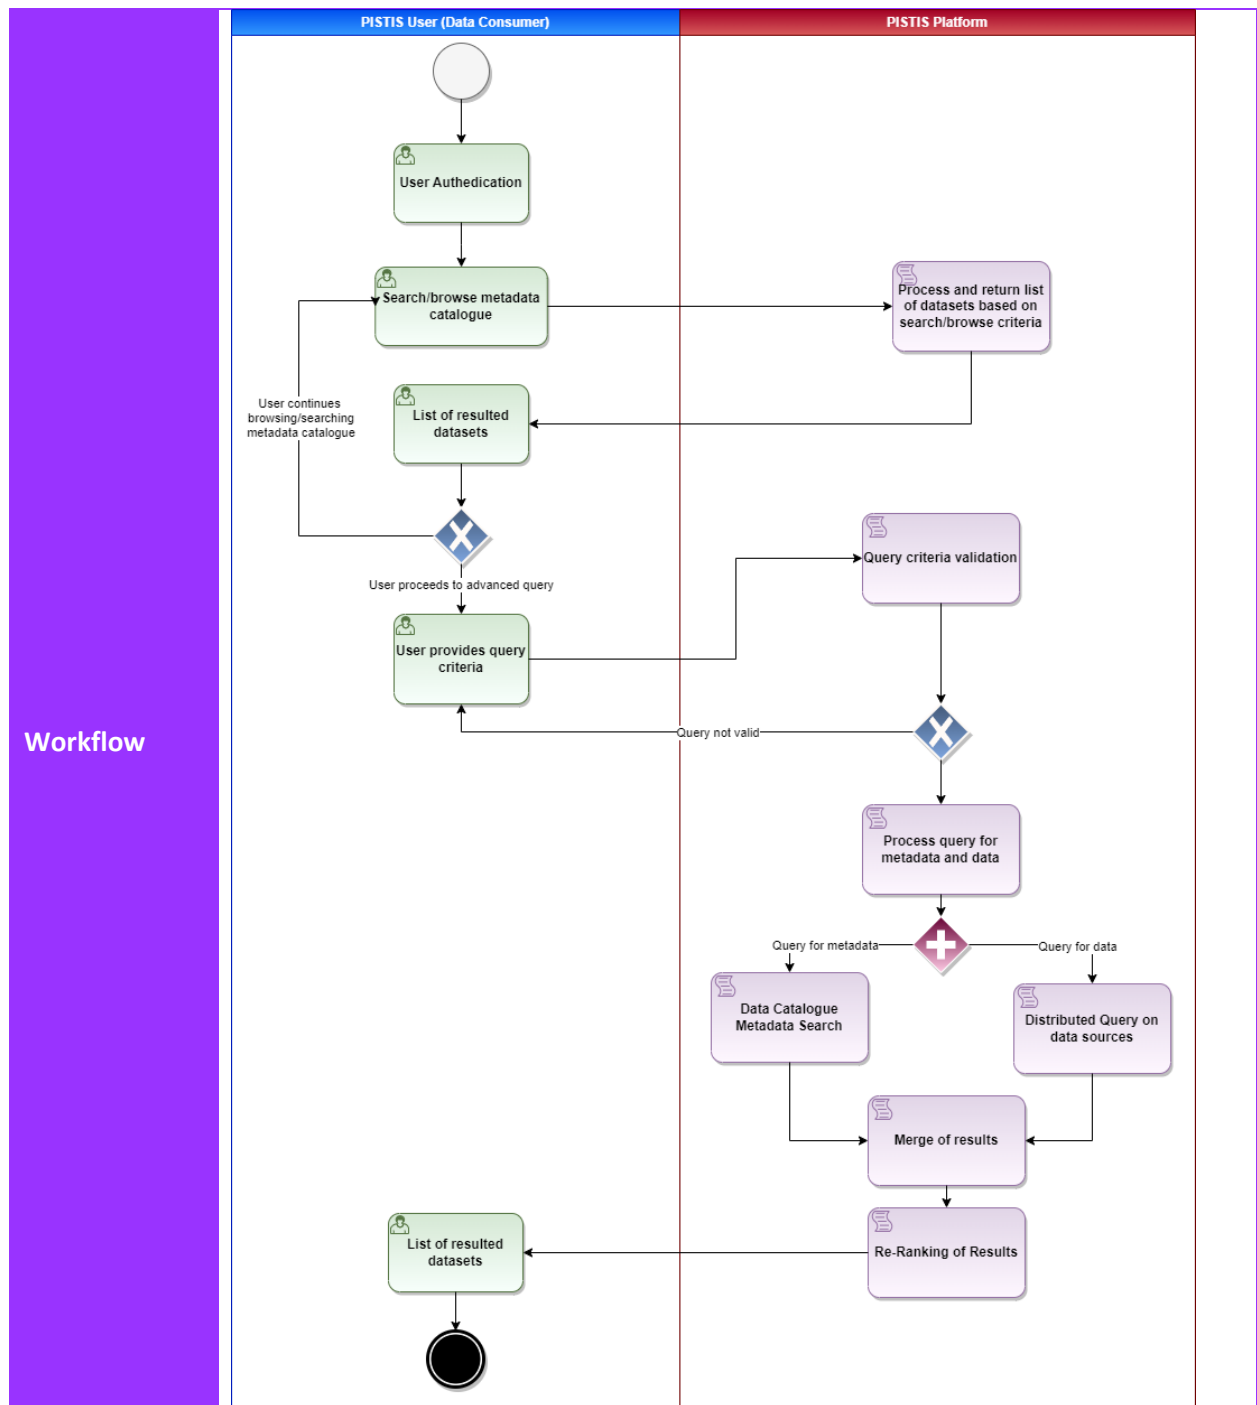 PISTIS User (Data Consumer)
PISTIS Platform
User Authedication
Search/browse metadata
catalogue
Process and return list
of datasets based on
search/browse criteria
User continues
browsing/searching
metadata catalogue
List of resulted
datasets
Query criteria validation
User proceeds to advanced query
User provides query
criteria
Query not valid
Workflow
Process query for
metadata and data
Query for metadata
Query for data
Data Catalogue
Metadata Search
Distributed Query on
data sources
Merge of results
List of resulted
datasets
Re-Ranking of Results